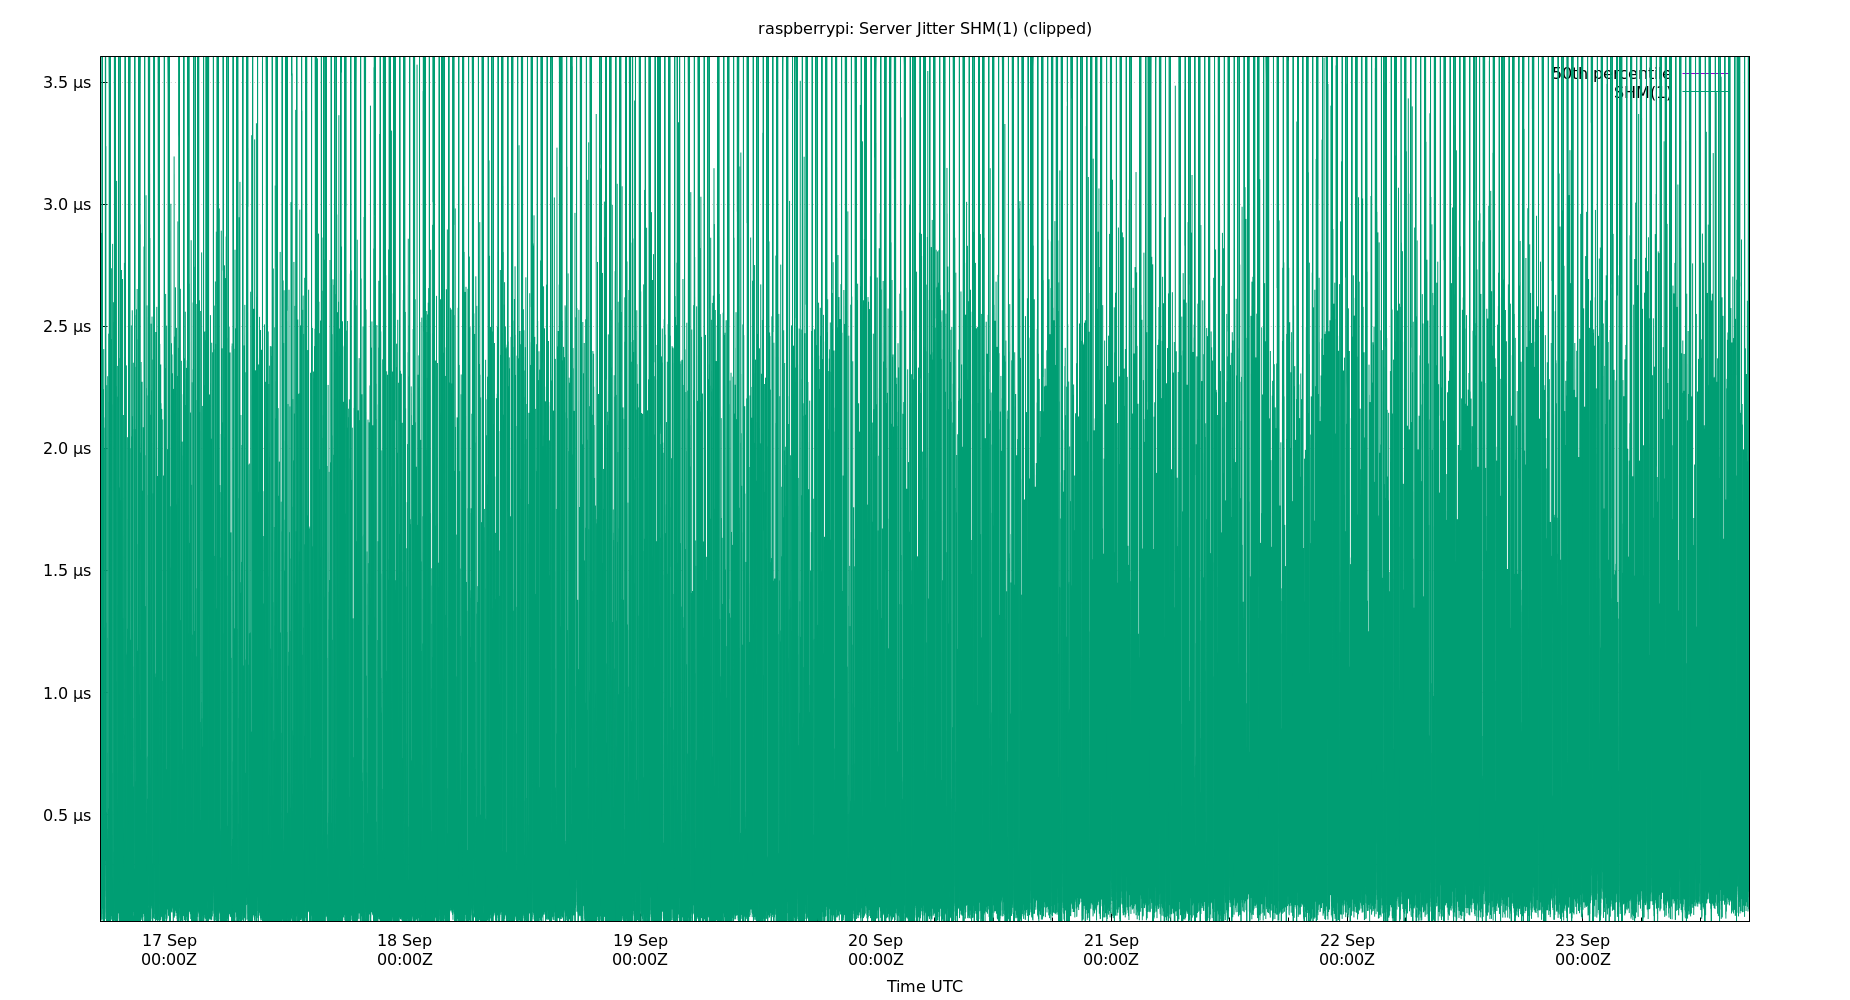 raspberrypi: Server Jitter SHM(1) (clipped)
50th percentile
SHM(1)
3.5 µs
3.0 µs
2.5 µs
2.0 µs
1.5 µs
1.0 µs
0.5 µs
17 Sep 18 Sep 19 Sep 20 Sep 21 Sep 22 Sep 23 Sep
00:00Z 00:00Z 00:00Z 00:00Z 00:00Z 00:00Z 00:00Z
Time UTC